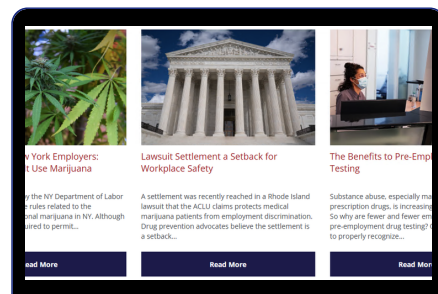 v York Employers:
t Use Marijuana
by the NY Department of Labor
e rules related to the
onal marijuana in NY. Although
uired to permit...
ead More
Lawsuit Settlement a Setback for
Workplace Safety
A settlement was recently reached in a Rhode Island
lawsuit that the ACLU claims protects medical
marijuana patients from employment discrimination.
Drug prevention advocates believe the settlement is
a setback...
Read More
The Benefits to Pre-Empl
Testing
Substance abuse, especially ma
prescription drugs, is increasing
So why are fewer and fewer em
pre-employment drug testing?
to properly recognize...
Read Mor